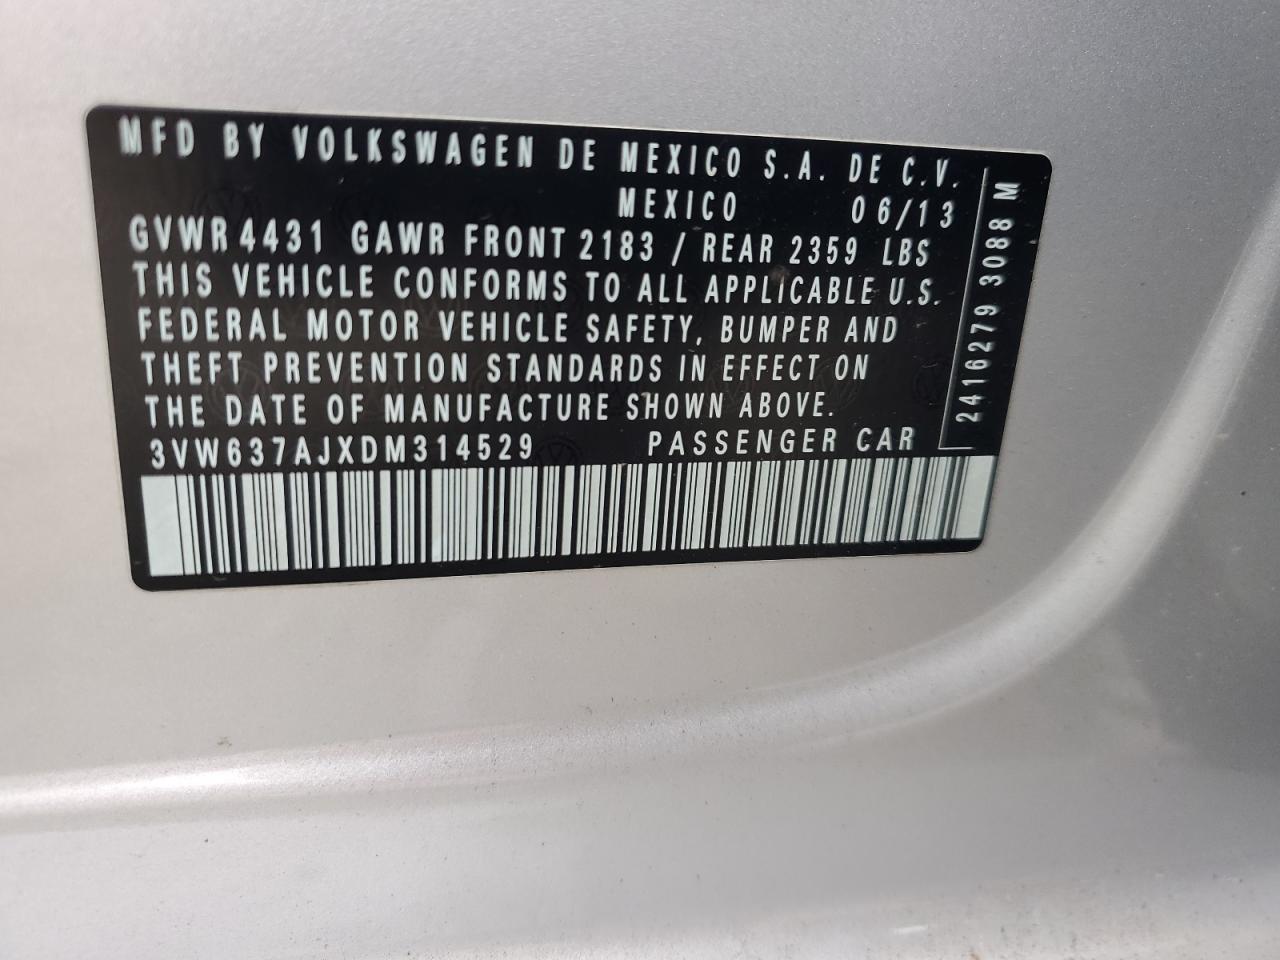 MFD BY VOLKSWAGEN DE MEXICO S.A. DE C.V.
MEXICO 06/13
GVWR 4431 GAWR FRONT 2183 / REAR 2359 LBS
THIS VEHICLE CONFORMS TO ALL APPLICABLE U.S.
FEDERAL MOTOR VEHICLE SAFETY, BUMPER AND
THEFT PREVENTION STANDARDS IN EFFECT ON
THE DATE OF MANUFACTURE SHOWN ABOVE.
3VW637AJXDM314529 PASSENGER CAR
2416279 3088 M